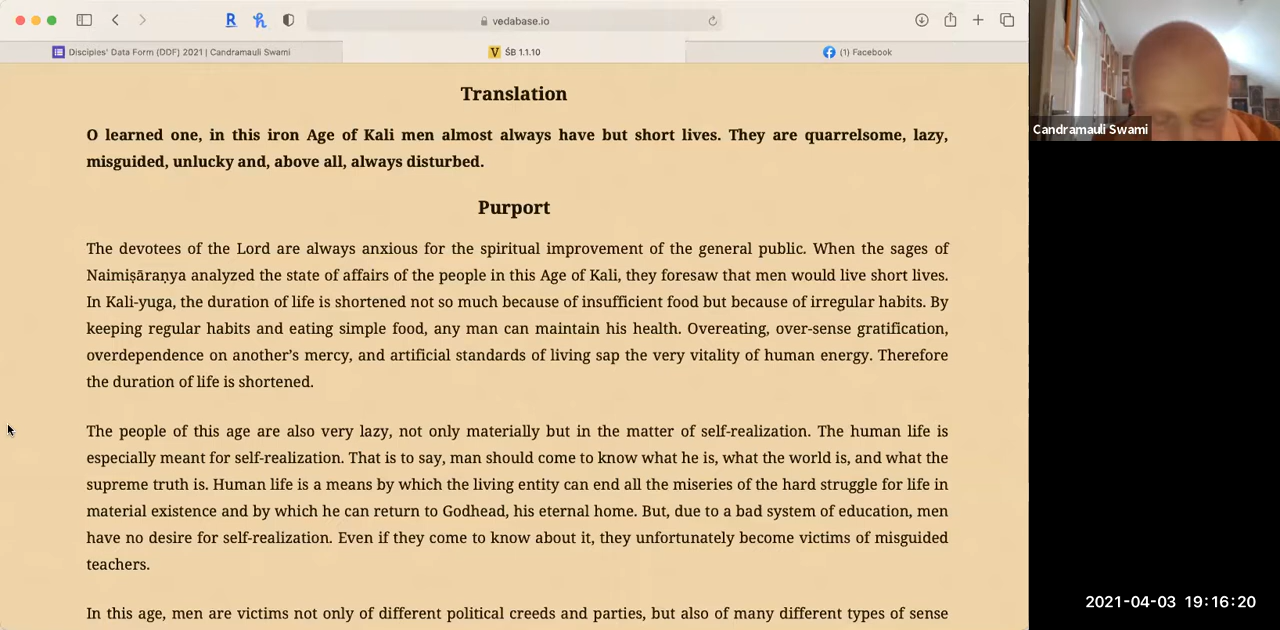 vedabase.io
Disciples' Data Form (DDF) 2021 | Candramauli Swami
ŚB 1.1.10
(1) Facebook
Translation
O learned one, in this iron Age of Kali men almost always have but short lives. They are quarrelsome, lazy,
misguided, unlucky and, above all, always disturbed.
Purport
The devotees of the Lord are always anxious for the spiritual improvement of the general public. When the sages of
Naimiṣāraṇya analyzed the state of affairs of the people in this Age of Kali, they foresaw that men would live short lives.
In Kali-yuga, the duration of life is shortened not so much because of insufficient food but because of irregular habits. By
keeping regular habits and eating simple food, any man can maintain his health. Overeating, over-sense gratification,
overdependence on another’s mercy, and artificial standards of living sap the very vitality of human energy. Therefore
the duration of life is shortened.
The people of this age are also very lazy, not only materially but in the matter of self-realization. The human life is
especially meant for self-realization. That is to say, man should come to know what he is, what the world is, and what the
supreme truth is. Human life is a means by which the living entity can end all the miseries of the hard struggle for life in
material existence and by which he can return to Godhead, his eternal home. But, due to a bad system of education, men
have no desire for self-realization. Even if they come to know about it, they unfortunately become victims of misguided
teachers.
In this age, men are victims not only of different political creeds and parties, but also of many different types of sense
Candramauli Swami
2021-04-03 19:16:20